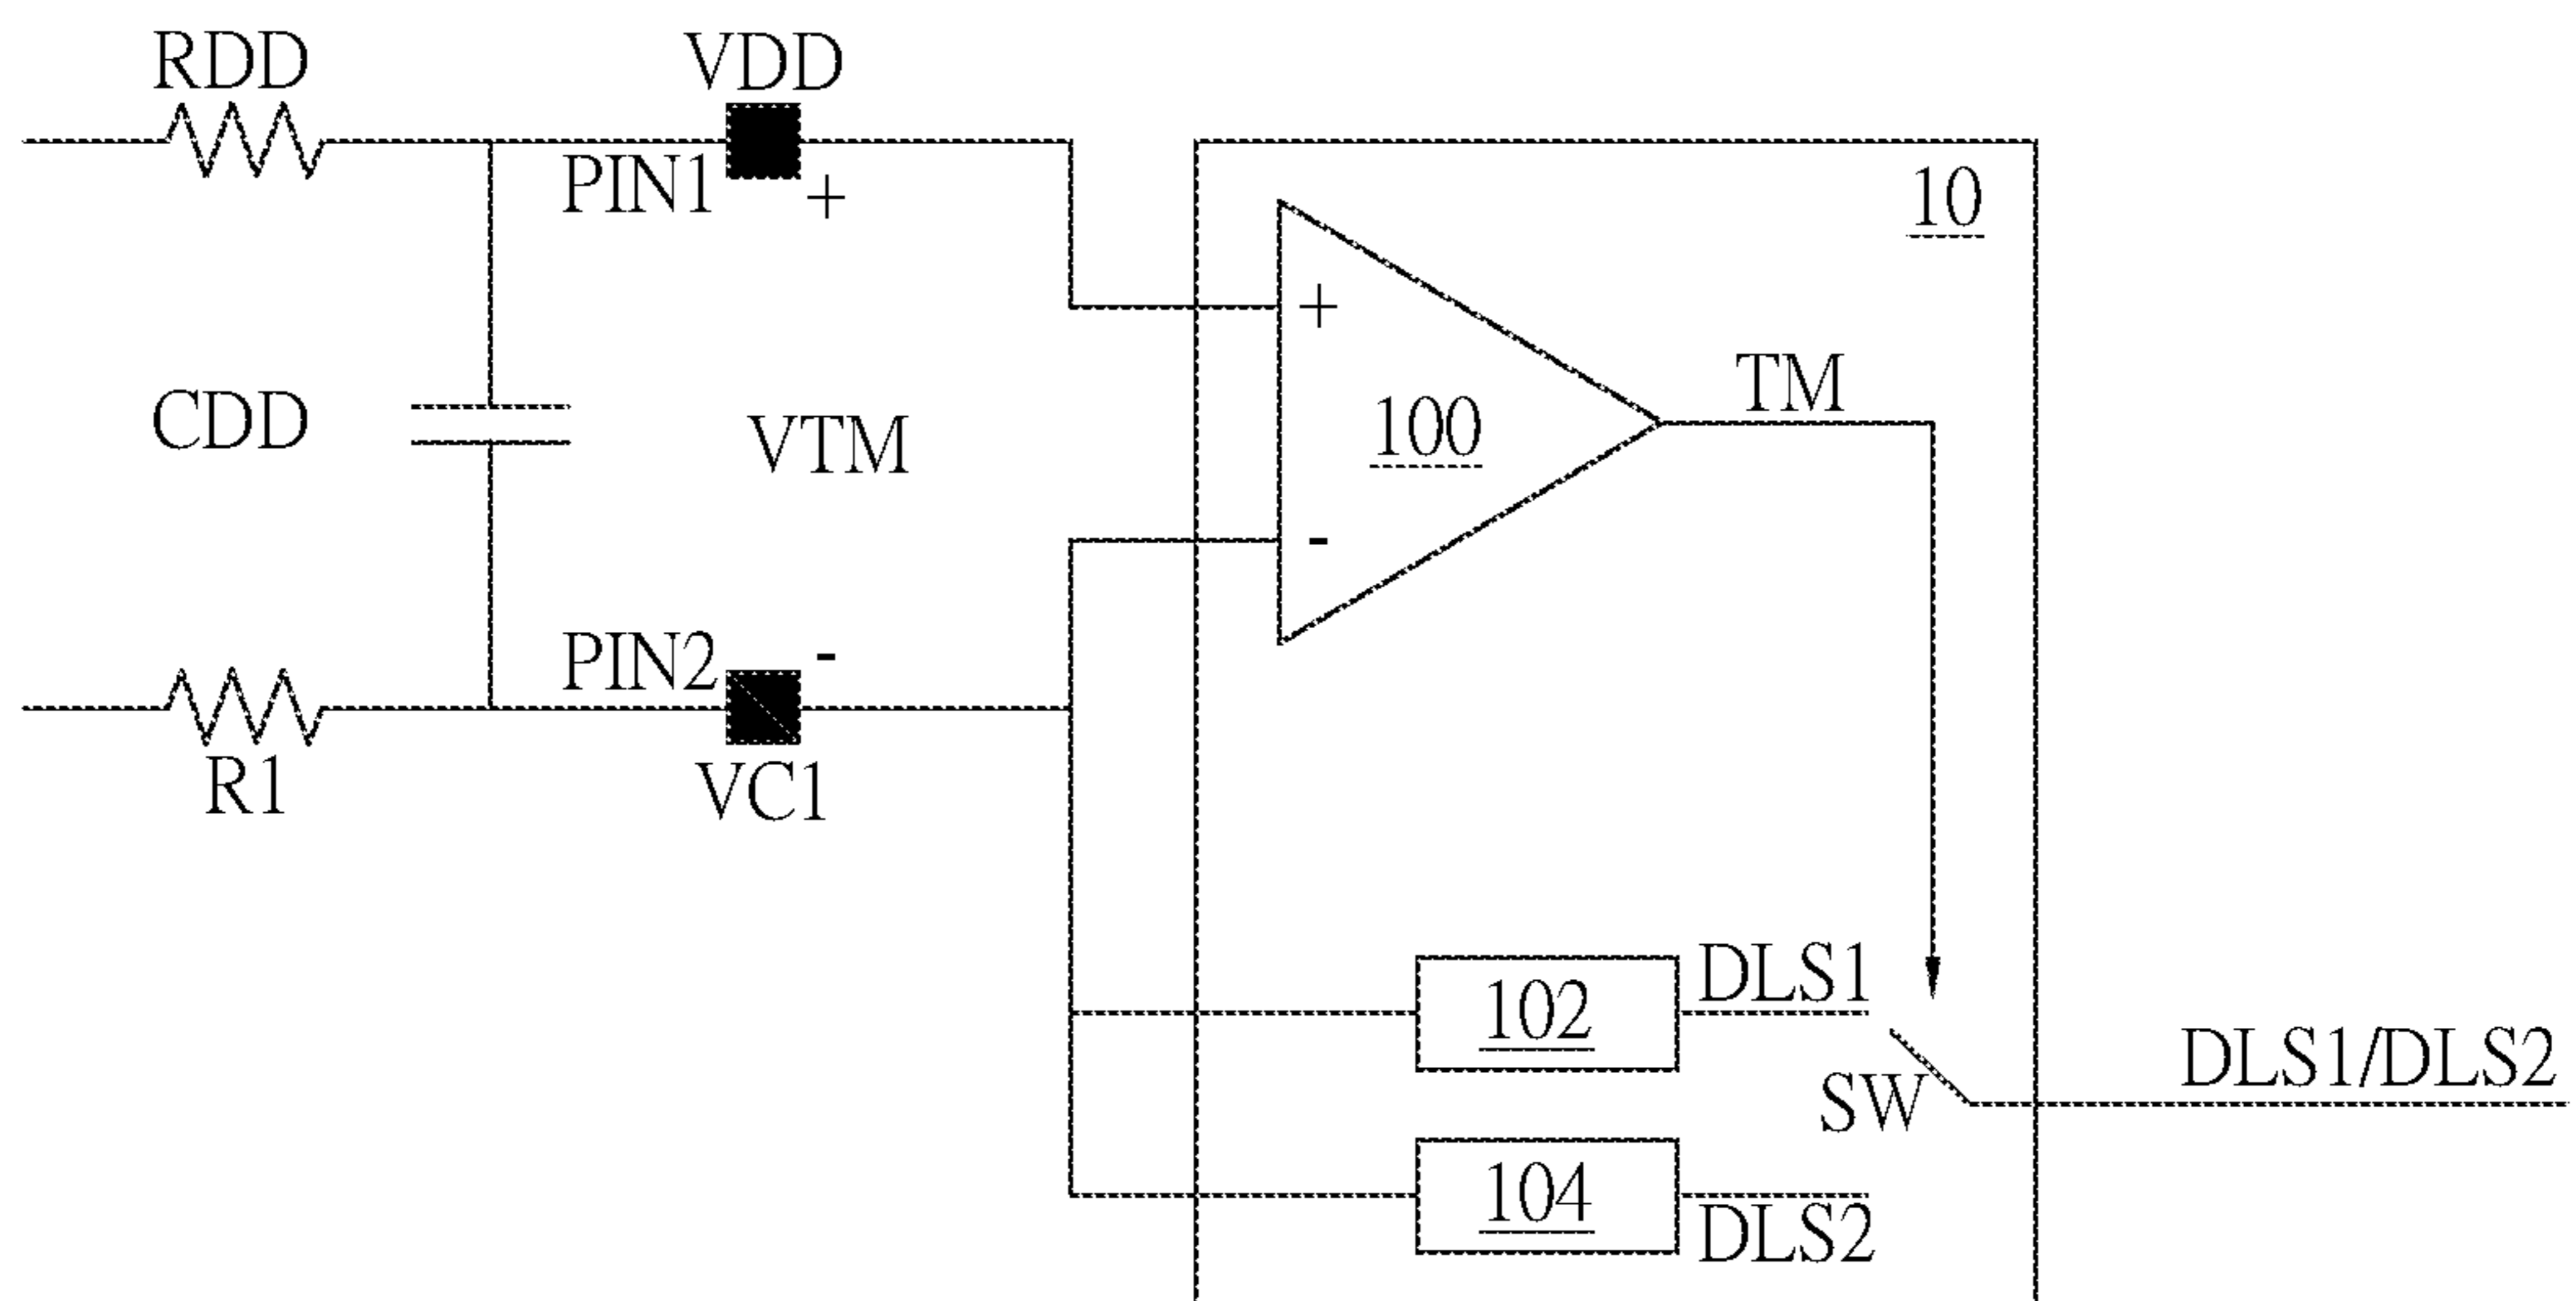 RDD
VDD
PIN1
+
10
+
CDD
VTM
100
TM
-
PIN2
-
R1
VC1
102
DLS1
SW
DLS1/DLS2
104
DLS2